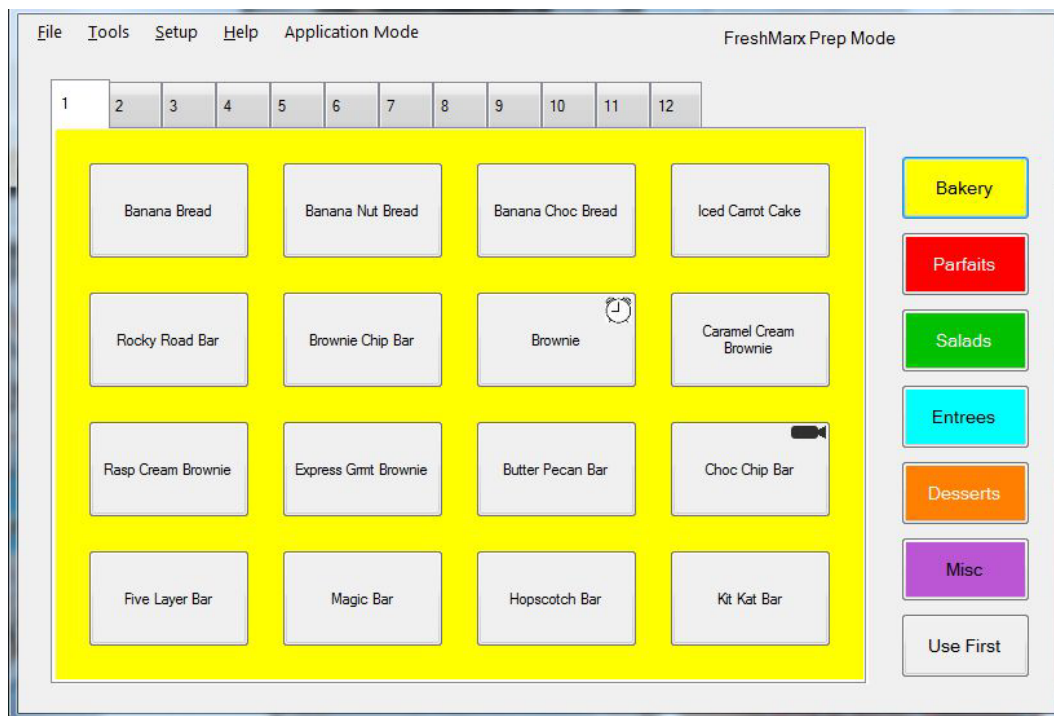 File Tools Setup Help Application Mode
FreshMarx Prep Mode
1 2 3 4 5 6 7 8 9 10 11 12
Banana Bread
Banana Nut Bread
Banana Choc Bread
Iced Carrot Cake
Bakery
Parfaits
Rocky Road Bar
Brownie Chip Bar
Brownie
Caramel Cream
Brownie
Salads
Entrees
Rasp Cream Brownie
Express Grmt Brownie
Butter Pecan Bar
Choc Chip Bar
Desserts
Misc
Five Layer Bar
Magic Bar
Hopscotch Bar
Kit Kat Bar
Use First